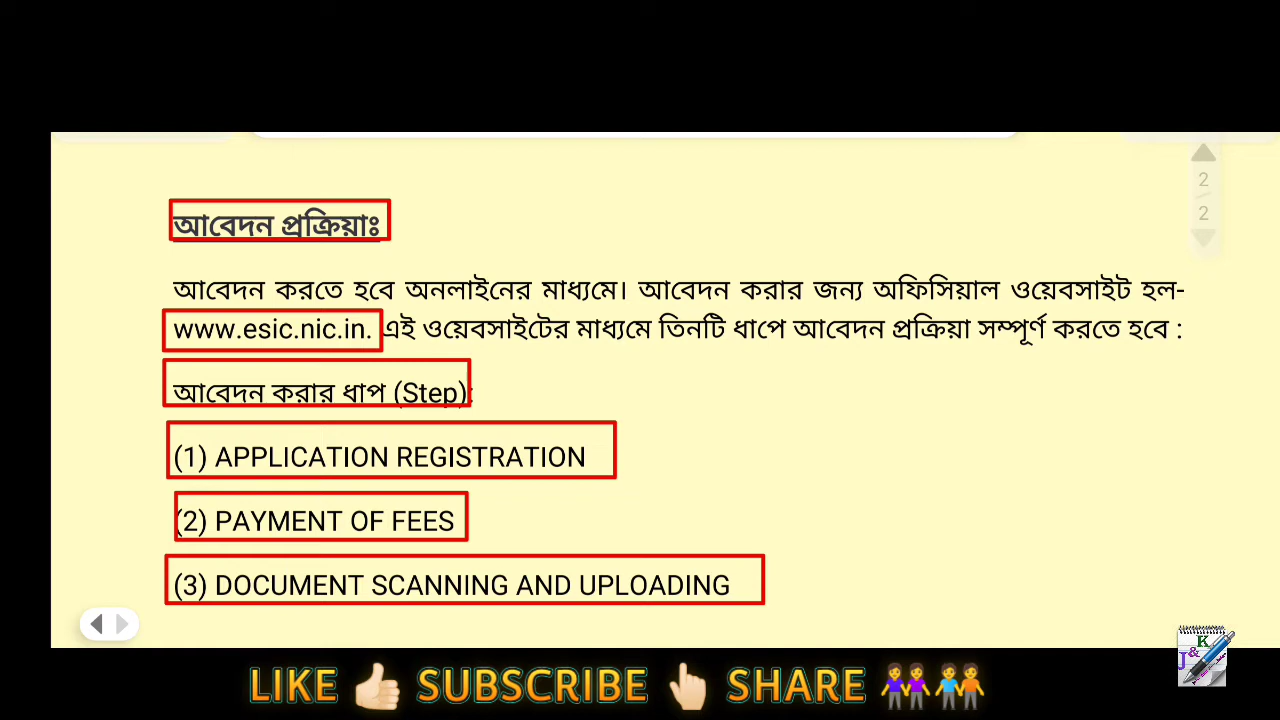 2
2
আবেদন প্রক্রিয়াঃ
আবেদন করতে হবে অনলাইনের মাধ্যমে। আবেদন করার জন্য অফিসিয়াল ওয়েবসাইট হল-
www.esic.nic.in. এই ওয়েবসাইটের মাধ্যমে তিনটি ধাপে আবেদন প্রক্রিয়া সম্পূর্ণ করতে হবে :
আবেদন করার ধাপ (Step):
(1) APPLICATION REGISTRATION
(2) PAYMENT OF FEES
(3) DOCUMENT SCANNING AND UPLOADING
J&K
LIKE SUBSCRIBE SHARE